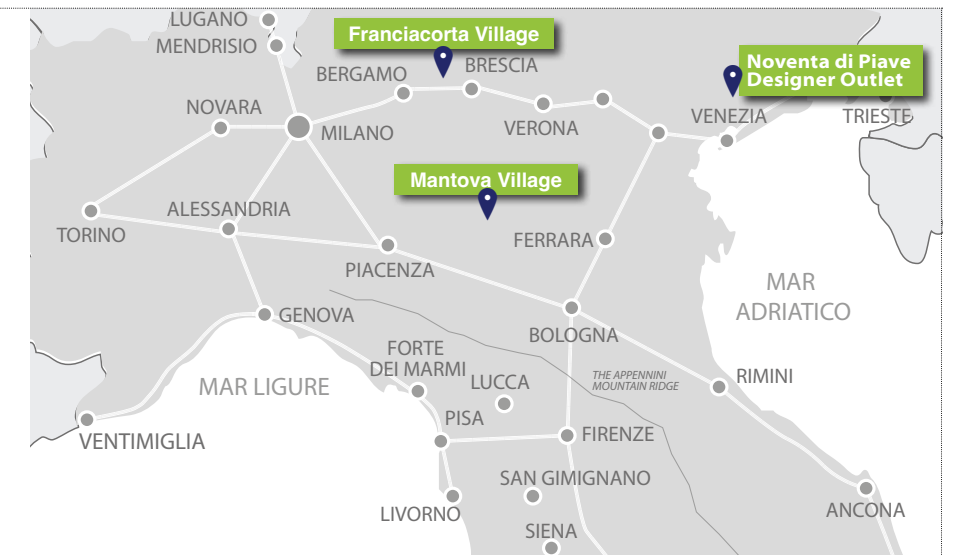 LUGANO
MENDRISIO
Franciacorta Village
BERGAMO
BRESCIA
Noventa di Piave
Designer Outlet
NOVARA
MILANO
VERONA
VENEZIA
TRIESTE
Mantova Village
ALESSANDRIA
TORINO
FERRARA
PIACENZA
MAR
ADRIATICO
GENOVA
BOLOGNA
FORTE
DEI MARMI
THE APPENNINI
MOUNTAIN RIDGE
RIMINI
MAR LIGURE
LUCCA
PISA
VENTIMIGLIA
FIRENZE
SAN GIMIGNANO
LIVORNO
ANCONA
SIENA